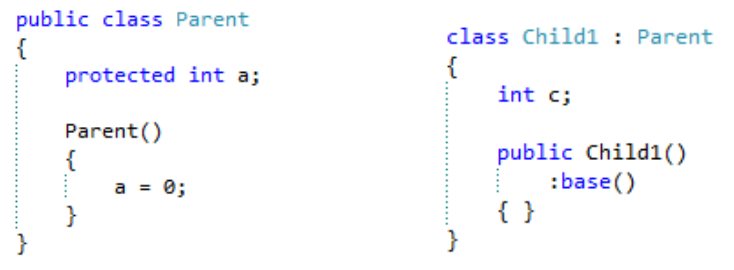 public class Parent
{
    protected int a;

    Parent()
    {
        a = 0;
    }
}
class Child1 : Parent
{
    int c;

    public Child1()
        :base()
    { }
}